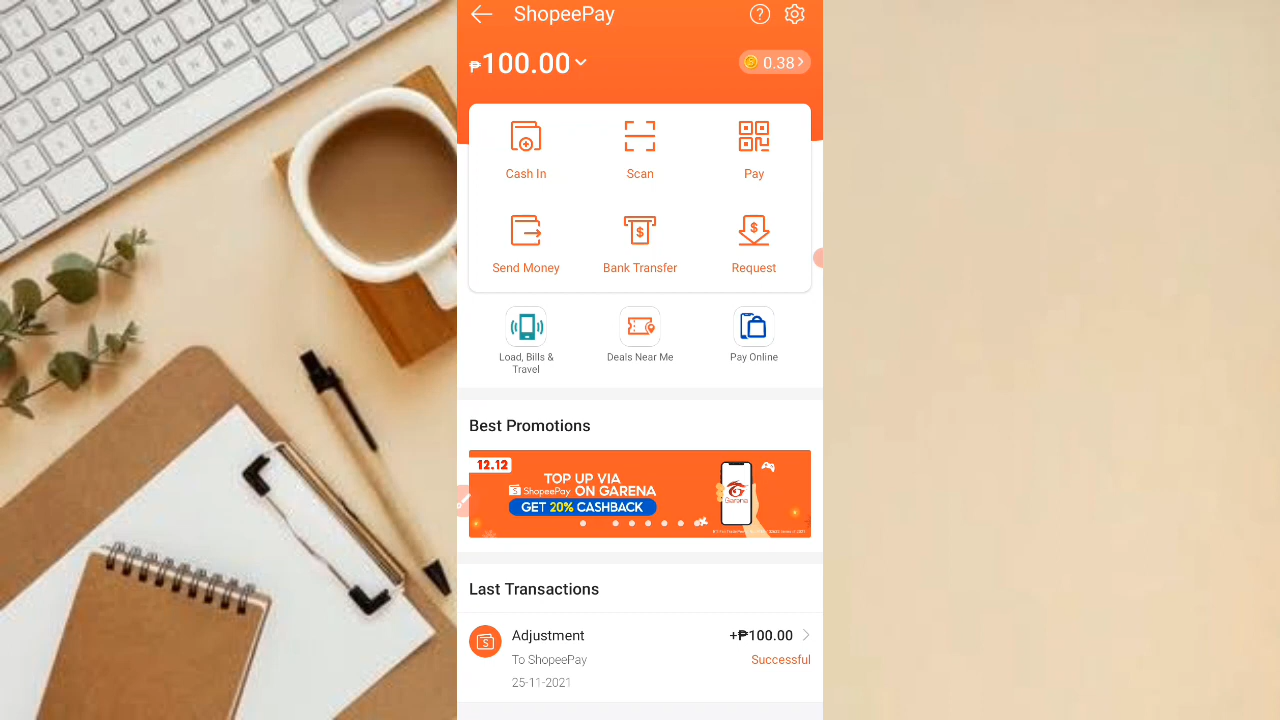 ShopeePay
₱100.00
0.38
Cash In
Scan
Pay
Send Money
Bank Transfer
Request
Load, Bills &
Travel
Deals Near Me
Pay Online
Best Promotions
12.12
TOP UP VIA
ShopeePay ON GARENA
GET 20% CASHBACK
Garena
Last Transactions
Adjustment
+₱100.00
To ShopeePay
Successful
25-11-2021